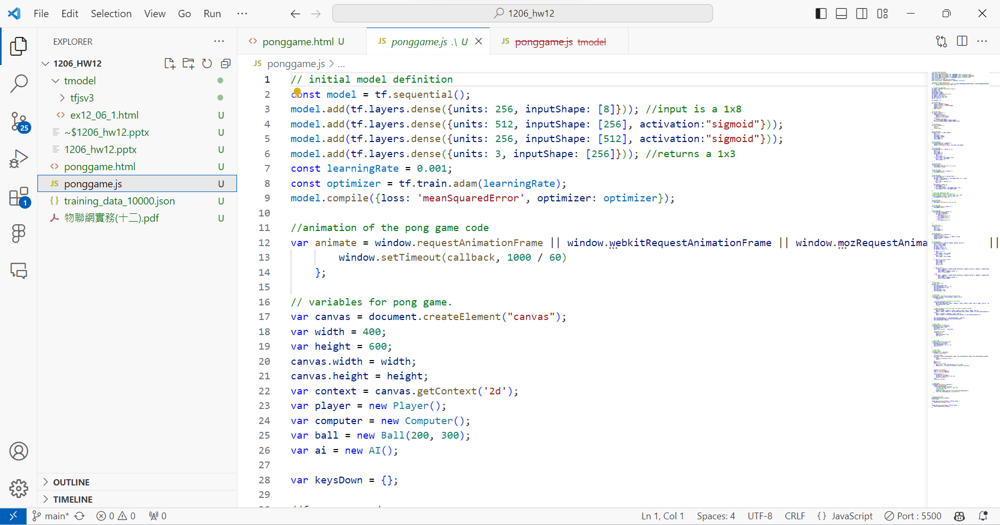 File Edit Selection View Go Run ... 1206_hw12
EXPLORER ...
1206_HW12
tmodel
tfjsv3
ex12_06_1.html U
~$1206_hw12.pptx U
1206_hw12.pptx U
ponggame.html U
JS ponggame.js U
{} training_data_10000.json U
物聯網實務(十二).pdf U
OUTLINE
TIMELINE
25
1
ponggame.html U JS ponggame.js .\ U JS ponggame.js tmodel
JS ponggame.js > ...
1 // initial model definition
2 const model = tf.sequential();
3 model.add(tf.layers.dense({units: 256, inputShape: [8]})); //input is a 1x8
4 model.add(tf.layers.dense({units: 512, inputShape: [256], activation:"sigmoid"}));
5 model.add(tf.layers.dense({units: 256, inputShape: [512], activation:"sigmoid"}));
6 model.add(tf.layers.dense({units: 3, inputShape: [256]})); //returns a 1x3
7 const learningRate = 0.001;
8 const optimizer = tf.train.adam(learningRate);
9 model.compile({loss: 'meanSquaredError', optimizer: optimizer});
10
11 //animation of the pong game code
12 var animate = window.requestAnimationFrame || window.webkitRequestAnimationFrame || window.mozRequestAnima ||
13 window.setTimeout(callback, 1000 / 60)
14 };
15
16 // variables for pong game.
17 var canvas = document.createElement("canvas");
18 var width = 400;
19 var height = 600;
20 canvas.width = width;
21 canvas.height = height;
22 var context = canvas.getContext('2d');
23 var player = new Player();
24 var computer = new Computer();
25 var ball = new Ball(200, 300);
26 var ai = new AI();
27
28 var keysDown = {};
29
main* 0 0 0 Ln 1, Col 1 Spaces: 4 UTF-8 CRLF {} JavaScript Port : 5500